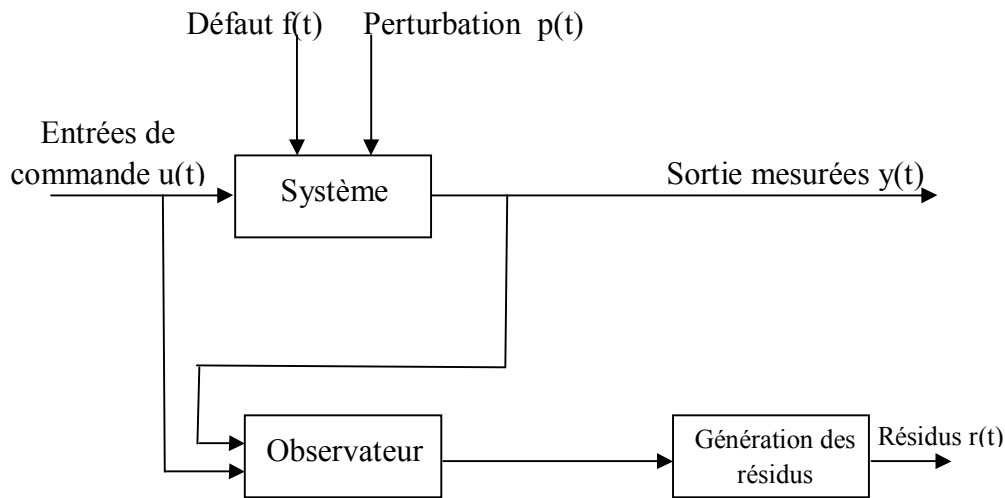 Défaut f(t) Perturbation p(t)
Entrées de
commande u(t)
Système
Sortie mesurées y(t)
Observateur
Génération des
résidus
Résidus r(t)